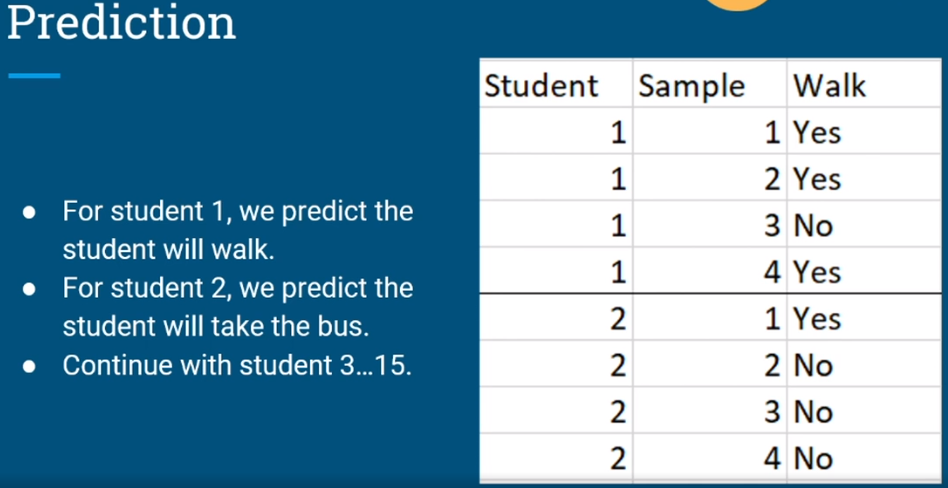 Prediction
● For student 1, we predict the
student will walk.
● For student 2, we predict the
student will take the bus.
● Continue with student 3...15.
Student Sample Walk
1 1 Yes
1 2 Yes
1 3 No
1 4 Yes
2 1 Yes
2 2 No
2 3 No
2 4 No